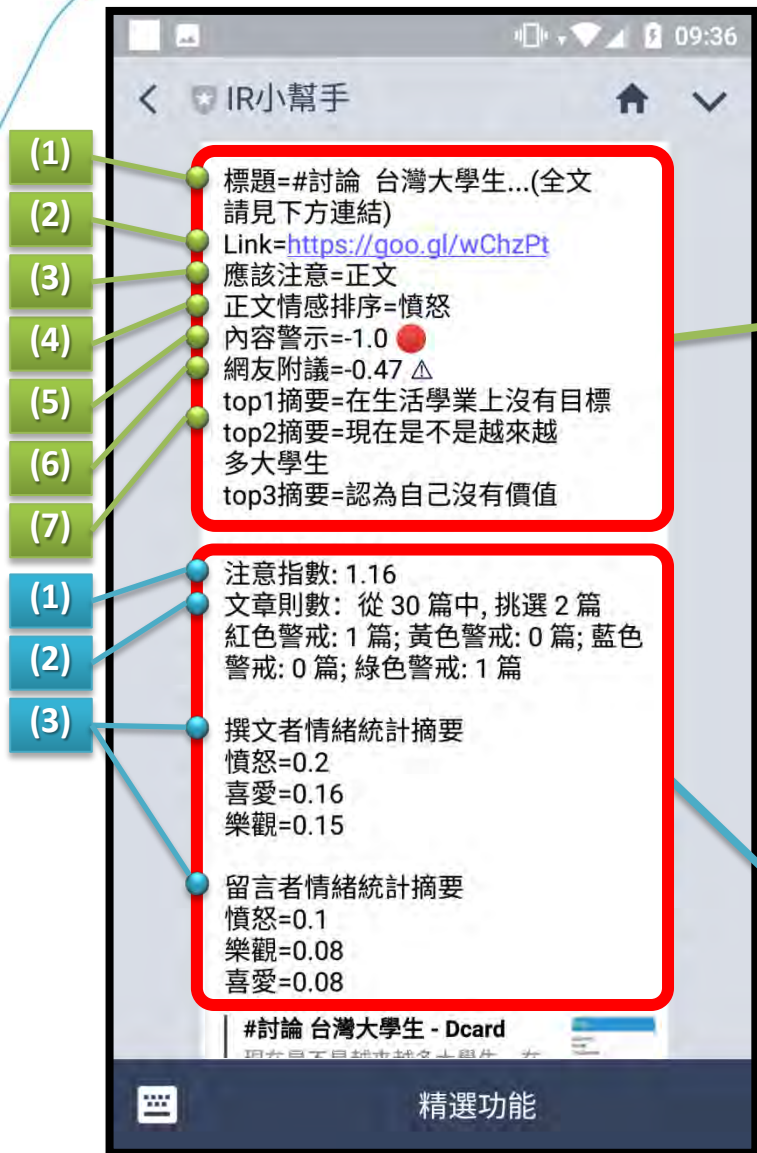 09:36
IR小幫手
(1)
標題=#討論 台灣大學生...(全文
請見下方連結)
(2)
Link=https://goo.gl/wChzPt
(3)
應該注意=正文
(4)
正文情感排序=憤怒
(5)
內容警示=-1.0 🔴
(6)
網友附議=-0.47 ⚠
(7)
top1摘要=在生活學業上沒有目標
top2摘要=現在是不是越來越
多大學生
top3摘要=認為自己沒有價值
(1)
注意指數: 1.16
(2)
文章則數：從 30 篇中, 挑選 2 篇
紅色警戒: 1 篇; 黃色警戒: 0 篇; 藍色
警戒: 0 篇; 綠色警戒: 1 篇
(3)
撰文者情緒統計摘要
憤怒=0.2
喜愛=0.16
樂觀=0.15
留言者情緒統計摘要
憤怒=0.1
樂觀=0.08
喜愛=0.08
#討論 台灣大學生 - Dcard
精選功能